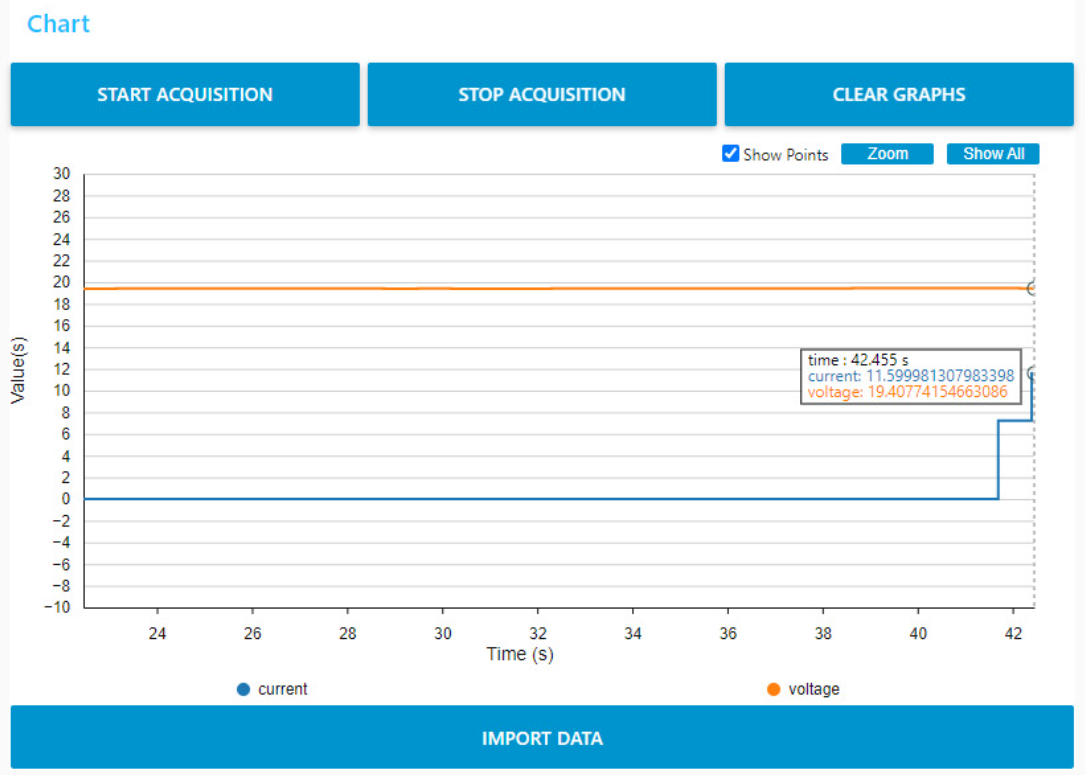 Chart
START ACQUISITION STOP ACQUISITION CLEAR GRAPHS
Show Points Zoom Show All
30
28
26
24
22
20
18
16
14
12
10
8
6
4
2
0
−2
−4
−6
−8
−10
Value(s)
time : 42.455 s
current: 11.599981307983398
voltage: 19.40774154663086
24 26 28 30 32 34 36 38 40 42
Time (s)
current voltage
IMPORT DATA